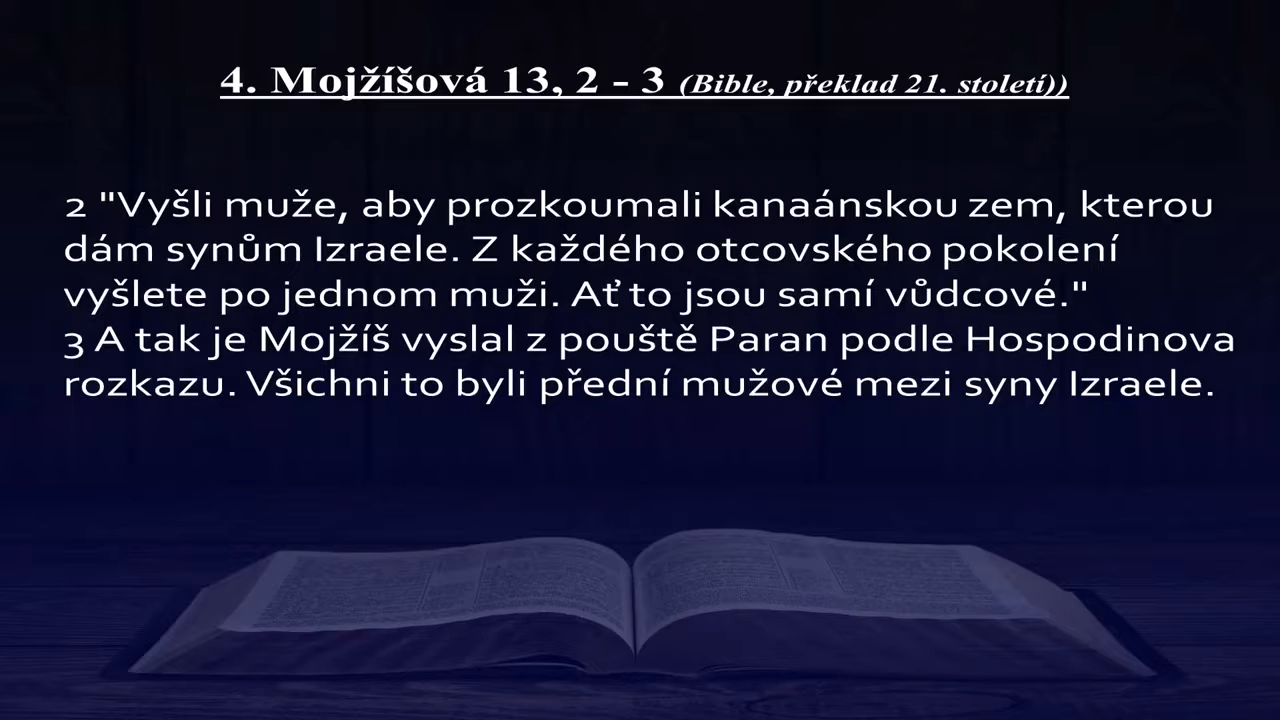 4. Mojžíšová 13, 2 - 3 (Bible, překlad 21. století))
2 "Vyšli muže, aby prozkoumali kanaánskou zem, kterou
dám synům Izraele. Z každého otcovského pokolení
vyšlete po jednom muži. Ať to jsou samí vůdcové."
3 A tak je Mojžíš vyslal z pouště Paran podle Hospodinova
rozkazu. Všichni to byli přední mužové mezi syny Izraele.